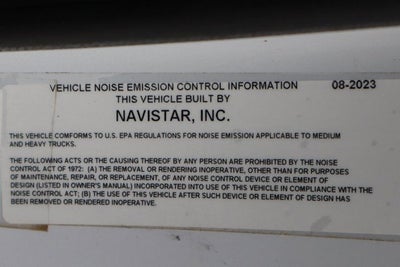 VEHICLE NOISE EMISSION CONTROL INFORMATION 08-2023
THIS VEHICLE BUILT BY
NAVISTAR, INC.
THIS VEHICLE COMFORMS TO U.S. EPA REGULATIONS FOR NOISE EMISSION APPLICABLE TO MEDIUM
AND HEAVY TRUCKS.
THE FOLLOWING ACTS OR THE CAUSING THEREOF BY ANY PERSON ARE PROHIBITED BY THE NOISE
CONTROL ACT OF 1972: (A) THE REMOVAL OR RENDERING INOPERATIVE, OTHER THAN FOR PURPOSES
OF MAINTENANCE, REPAIR, OR REPLACEMENT, OF ANY NOISE CONTROL DEVICE OR ELEMENT OF
DESIGN (LISTED IN OWNER'S MANUAL) INCORPORATED INTO USE OF THIS VEHICLE IN COMPLIANCE WITH THE
NOISE CONTROL ACT; (B) THE USE OF THIS VEHICLE AFTER SUCH DEVICE OR ELEMENT OF DESIGN HAS
BEEN REMOVED OR RENDERED INOPERATIVE.